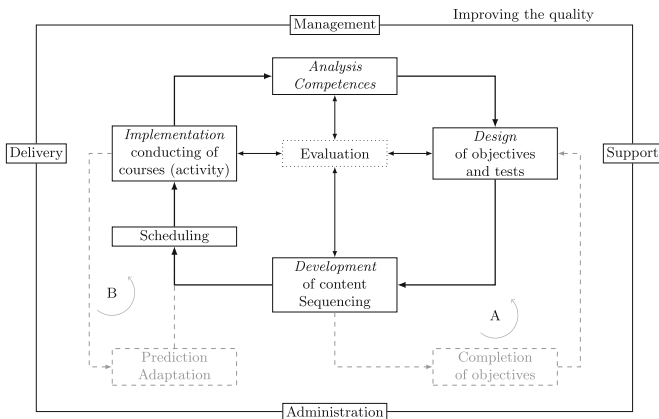 Improving the quality
Management
Analysis
Competences
Implementation
conducting of
courses (activity)
Evaluation
Design
of objectives
and tests
Delivery
Support
Scheduling
Development
of content
Sequencing
B
A
Prediction
Adaptation
Completion
of objectives
Administration